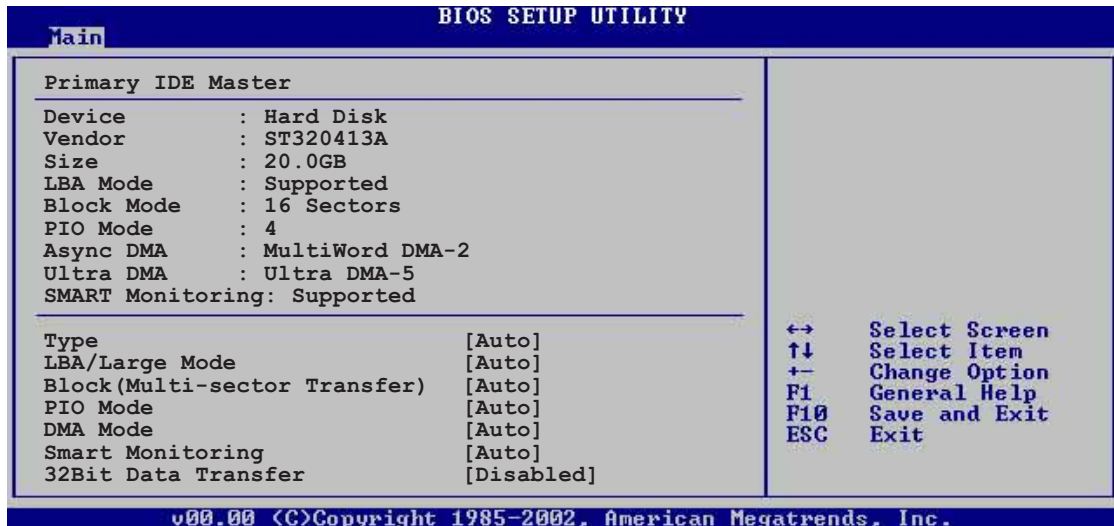 BIOS SETUP UTILITY
Main
Primary IDE Master
Device : Hard Disk
Vendor : ST320413A
Size : 20.0GB
LBA Mode : Supported
Block Mode : 16 Sectors
PIO Mode : 4
Async DMA : MultiWord DMA-2
Ultra DMA : Ultra DMA-5
SMART Monitoring: Supported
Type [Auto]
LBA/Large Mode [Auto]
Block(Multi-sector Transfer) [Auto]
PIO Mode [Auto]
DMA Mode [Auto]
Smart Monitoring [Auto]
32Bit Data Transfer [Disabled]
←→ Select Screen
↑↓ Select Item
+- Change Option
F1 General Help
F10 Save and Exit
ESC Exit
v00.00 (C)Copyright 1985-2002, American Megatrends, Inc.